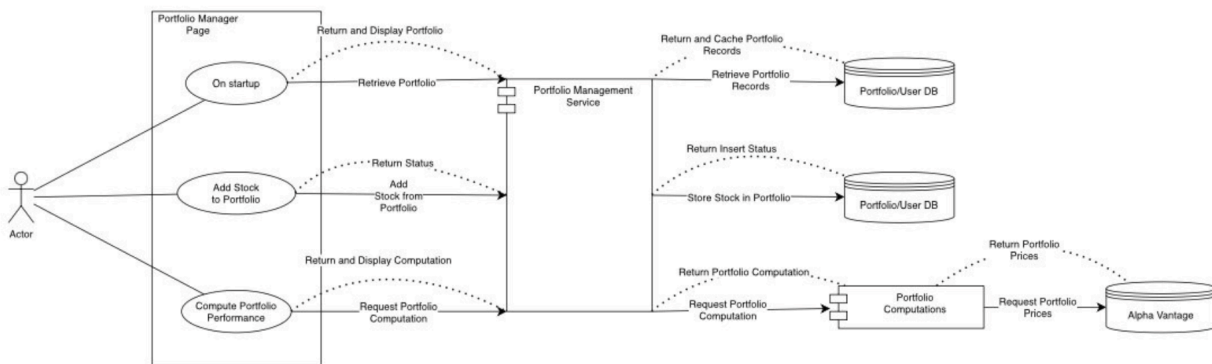 Portfolio Manager
Page
Return and Display Portfolio
Return and Cache Portfolio
Records
On startup
Retrieve Portfolio
Portfolio Management
Service
Retrieve Portfolio
Records
Portfolio/User DB
Return Status
Return Insert Status
Add Stock
to Portfolio
Add
Stock from
Portfolio
Store Stock in Portfolio
Portfolio/User DB
Actor
Return and Display Computation
Return Portfolio Computation
Return Portfolio
Prices
Compute Portfolio
Performance
Request Portfolio
Computation
Request Portfolio
Computation
Portfolio
Computations
Request Portfolio
Prices
Alpha Vantage